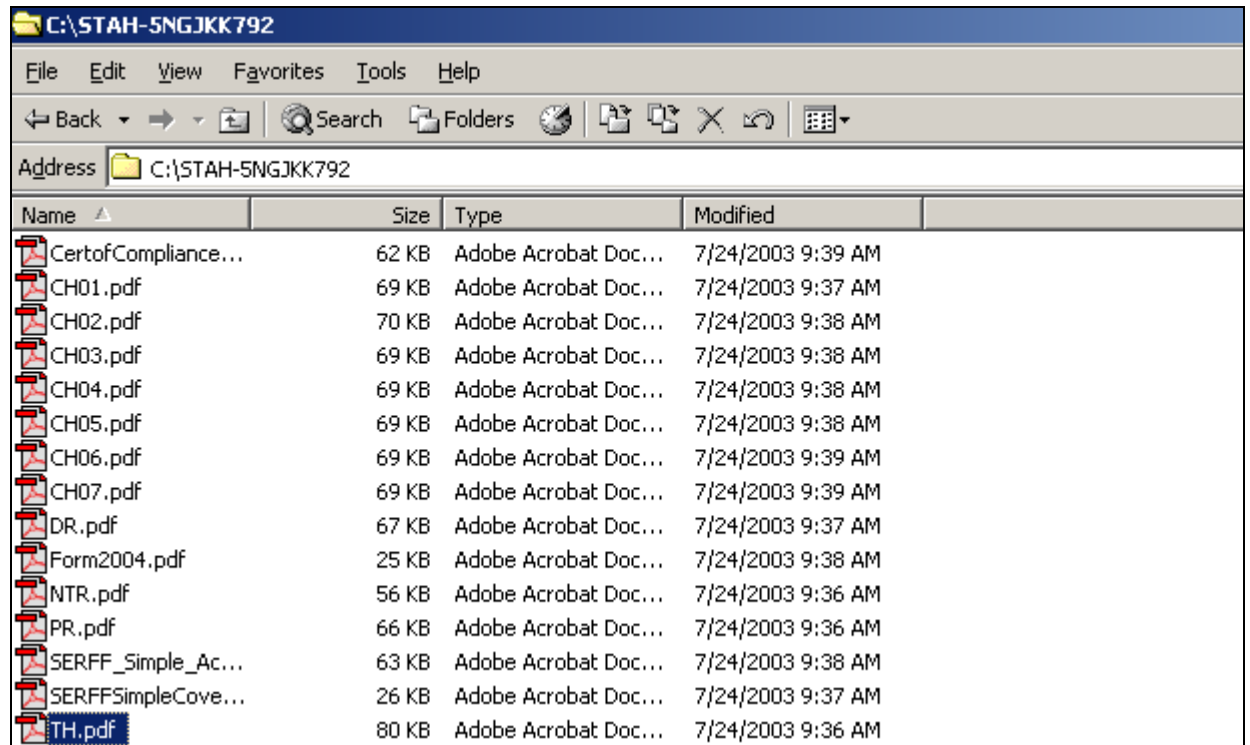 C:\STAH-5NGJKK792
File Edit View Favorites Tools Help
Back Search Folders
Address C:\STAH-5NGJKK792
Name Size Type Modified
CertofCompliance... 62 KB Adobe Acrobat Doc... 7/24/2003 9:39 AM
CH01.pdf 69 KB Adobe Acrobat Doc... 7/24/2003 9:37 AM
CH02.pdf 70 KB Adobe Acrobat Doc... 7/24/2003 9:38 AM
CH03.pdf 69 KB Adobe Acrobat Doc... 7/24/2003 9:38 AM
CH04.pdf 69 KB Adobe Acrobat Doc... 7/24/2003 9:38 AM
CH05.pdf 69 KB Adobe Acrobat Doc... 7/24/2003 9:38 AM
CH06.pdf 69 KB Adobe Acrobat Doc... 7/24/2003 9:39 AM
CH07.pdf 69 KB Adobe Acrobat Doc... 7/24/2003 9:39 AM
DR.pdf 67 KB Adobe Acrobat Doc... 7/24/2003 9:37 AM
Form2004.pdf 25 KB Adobe Acrobat Doc... 7/24/2003 9:38 AM
NTR.pdf 56 KB Adobe Acrobat Doc... 7/24/2003 9:36 AM
PR.pdf 66 KB Adobe Acrobat Doc... 7/24/2003 9:36 AM
SERFF_Simple_Ac... 63 KB Adobe Acrobat Doc... 7/24/2003 9:38 AM
SERFFSimpleCove... 26 KB Adobe Acrobat Doc... 7/24/2003 9:37 AM
TH.pdf 80 KB Adobe Acrobat Doc... 7/24/2003 9:36 AM